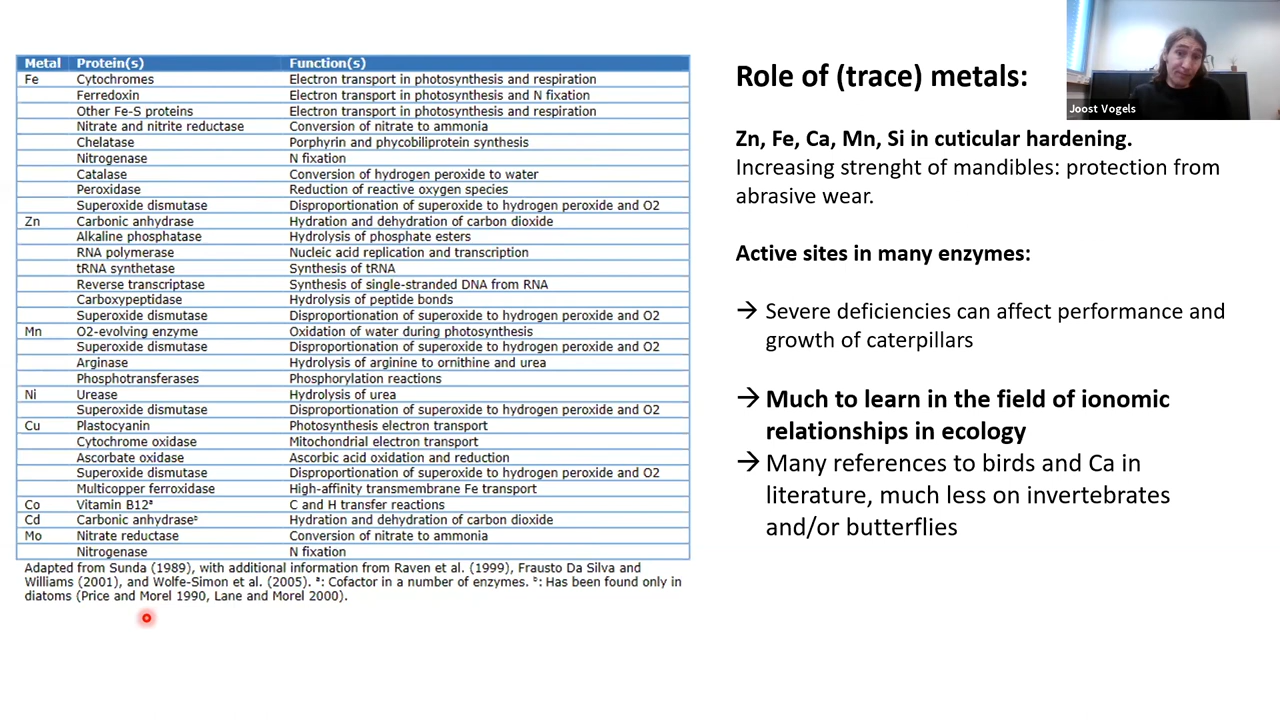 Metal Protein(s) Function(s)
Fe Cytochromes Electron transport in photosynthesis and respiration
Ferredoxin Electron transport in photosynthesis and N fixation
Other Fe-S proteins Electron transport in photosynthesis and respiration
Nitrate and nitrite reductase Conversion of nitrate to ammonia
Chelatase Porphyrin and phycobiliprotein synthesis
Nitrogenase N fixation
Catalase Conversion of hydrogen peroxide to water
Peroxidase Reduction of reactive oxygen species
Superoxide dismutase Disproportionation of superoxide to hydrogen peroxide and O2
Zn Carbonic anhydrase Hydration and dehydration of carbon dioxide
Alkaline phosphatase Hydrolysis of phosphate esters
RNA polymerase Nucleic acid replication and transcription
tRNA synthetase Synthesis of tRNA
Reverse transcriptase Synthesis of single-stranded DNA from RNA
Carboxypeptidase Hydrolysis of peptide bonds
Superoxide dismutase Disproportionation of superoxide to hydrogen peroxide and O2
Mn O2-evolving enzyme Oxidation of water during photosynthesis
Superoxide dismutase Disproportionation of superoxide to hydrogen peroxide and O2
Arginase Hydrolysis of arginine to ornithine and urea
Phosphotransferases Phosphorylation reactions
Ni Urease Hydrolysis of urea
Superoxide dismutase Disproportionation of superoxide to hydrogen peroxide and O2
Cu Plastocyanin Photosynthesis electron transport
Cytochrome oxidase Mitochondrial electron transport
Ascorbate oxidase Ascorbic acid oxidation and reduction
Superoxide dismutase Disproportionation of superoxide to hydrogen peroxide and O2
Multicopper ferroxidase High-affinity transmembrane Fe transport
Co Vitamin B12ᵃ C and H transfer reactions
Cd Carbonic anhydraseᵇ Hydration and dehydration of carbon dioxide
Mo Nitrate reductase Conversion of nitrate to ammonia
Nitrogenase N fixation
Adapted from Sunda (1989), with additional information from Raven et al. (1999), Frausto Da Silva and
Williams (2001), and Wolfe-Simon et al. (2005). ᵃ: Cofactor in a number of enzymes. ᵇ: Has been found only in
diatoms (Price and Morel 1990, Lane and Morel 2000).
Role of (trace) metals:
Zn, Fe, Ca, Mn, Si in cuticular hardening.
Increasing strenght of mandibles: protection from
abrasive wear.
Active sites in many enzymes:
→ Severe deficiencies can affect performance and
growth of caterpillars
→ Much to learn in the field of ionomic
relationships in ecology
→ Many references to birds and Ca in
literature, much less on invertebrates
and/or butterflies
Joost Vogels